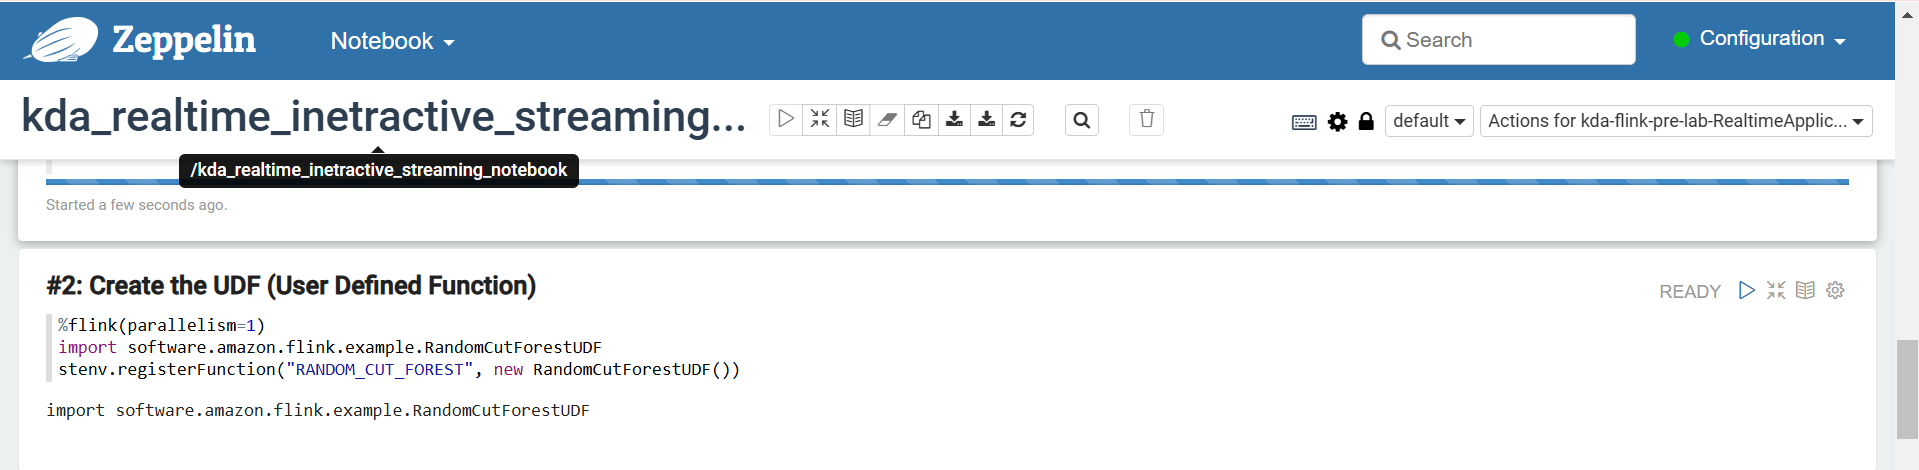 Zeppelin
Notebook
Search
Configuration
kda_realtime_inetractive_streaming...
default
Actions for kda-flink-pre-lab-RealtimeApplic...
/kda_realtime_inetractive_streaming_notebook
Started a few seconds ago.
#2: Create the UDF (User Defined Function)
READY
%flink(parallelism=1)
import software.amazon.flink.example.RandomCutForestUDF
stenv.registerFunction("RANDOM_CUT_FOREST", new RandomCutForestUDF())
import software.amazon.flink.example.RandomCutForestUDF